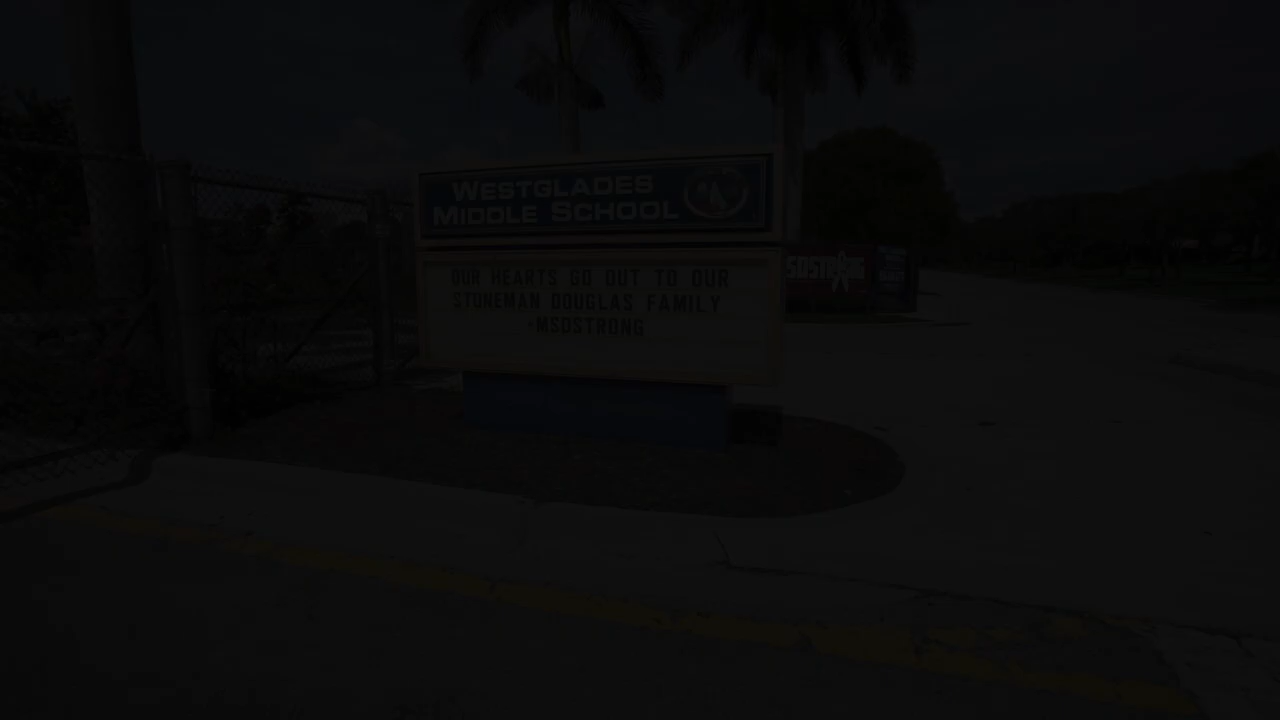 WESTGLADES
MIDDLE SCHOOL
OUR HEARTS GO OUT TO OUR
STONEMAN DOUGLAS FAMILY
-MSDSTRONG